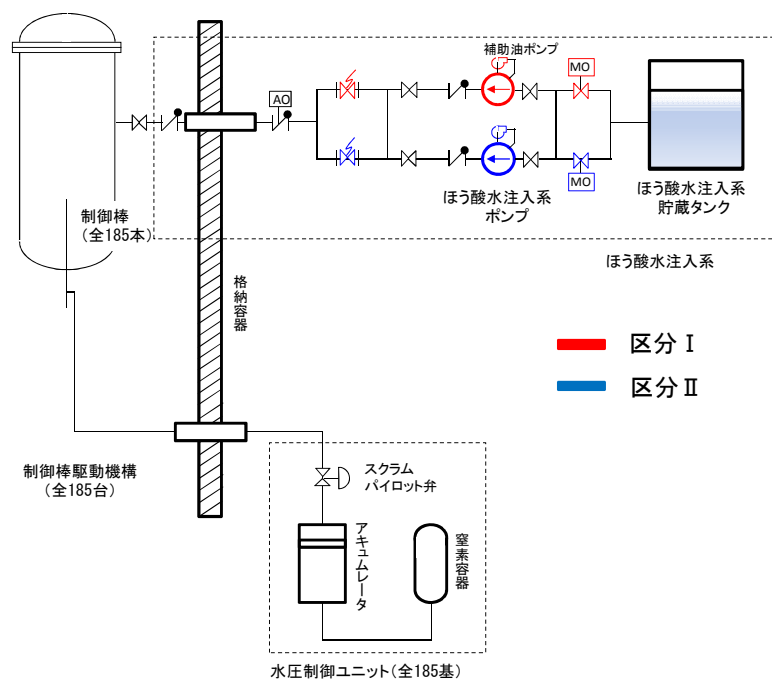 補助油ポンプ
MO
AO
MO
ほう酸水注入系
ポンプ
ほう酸水注入系
貯蔵タンク
制御棒
(全185本)
ほう酸水注入系
格納容器
区分Ⅰ
区分Ⅱ
制御棒駆動機構
(全185台)
スクラム
パイロット弁
アキュムレータ
窒素容器
水圧制御ユニット(全185基)